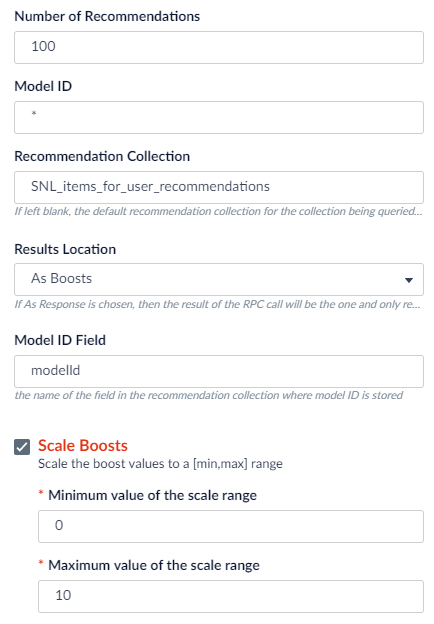 Number of Recommendations
100
Model ID
*
Recommendation Collection
SNL_items_for_user_recommendations
If left blank, the default recommendation collection for the collection being queried...
Results Location
As Boosts
If As Response is chosen, then the result of the RPC call will be the one and only re...
Model ID Field
modelId
the name of the field in the recommendation collection where model ID is stored
Scale Boosts
Scale the boost values to a [min,max] range
* Minimum value of the scale range
0
* Maximum value of the scale range
10